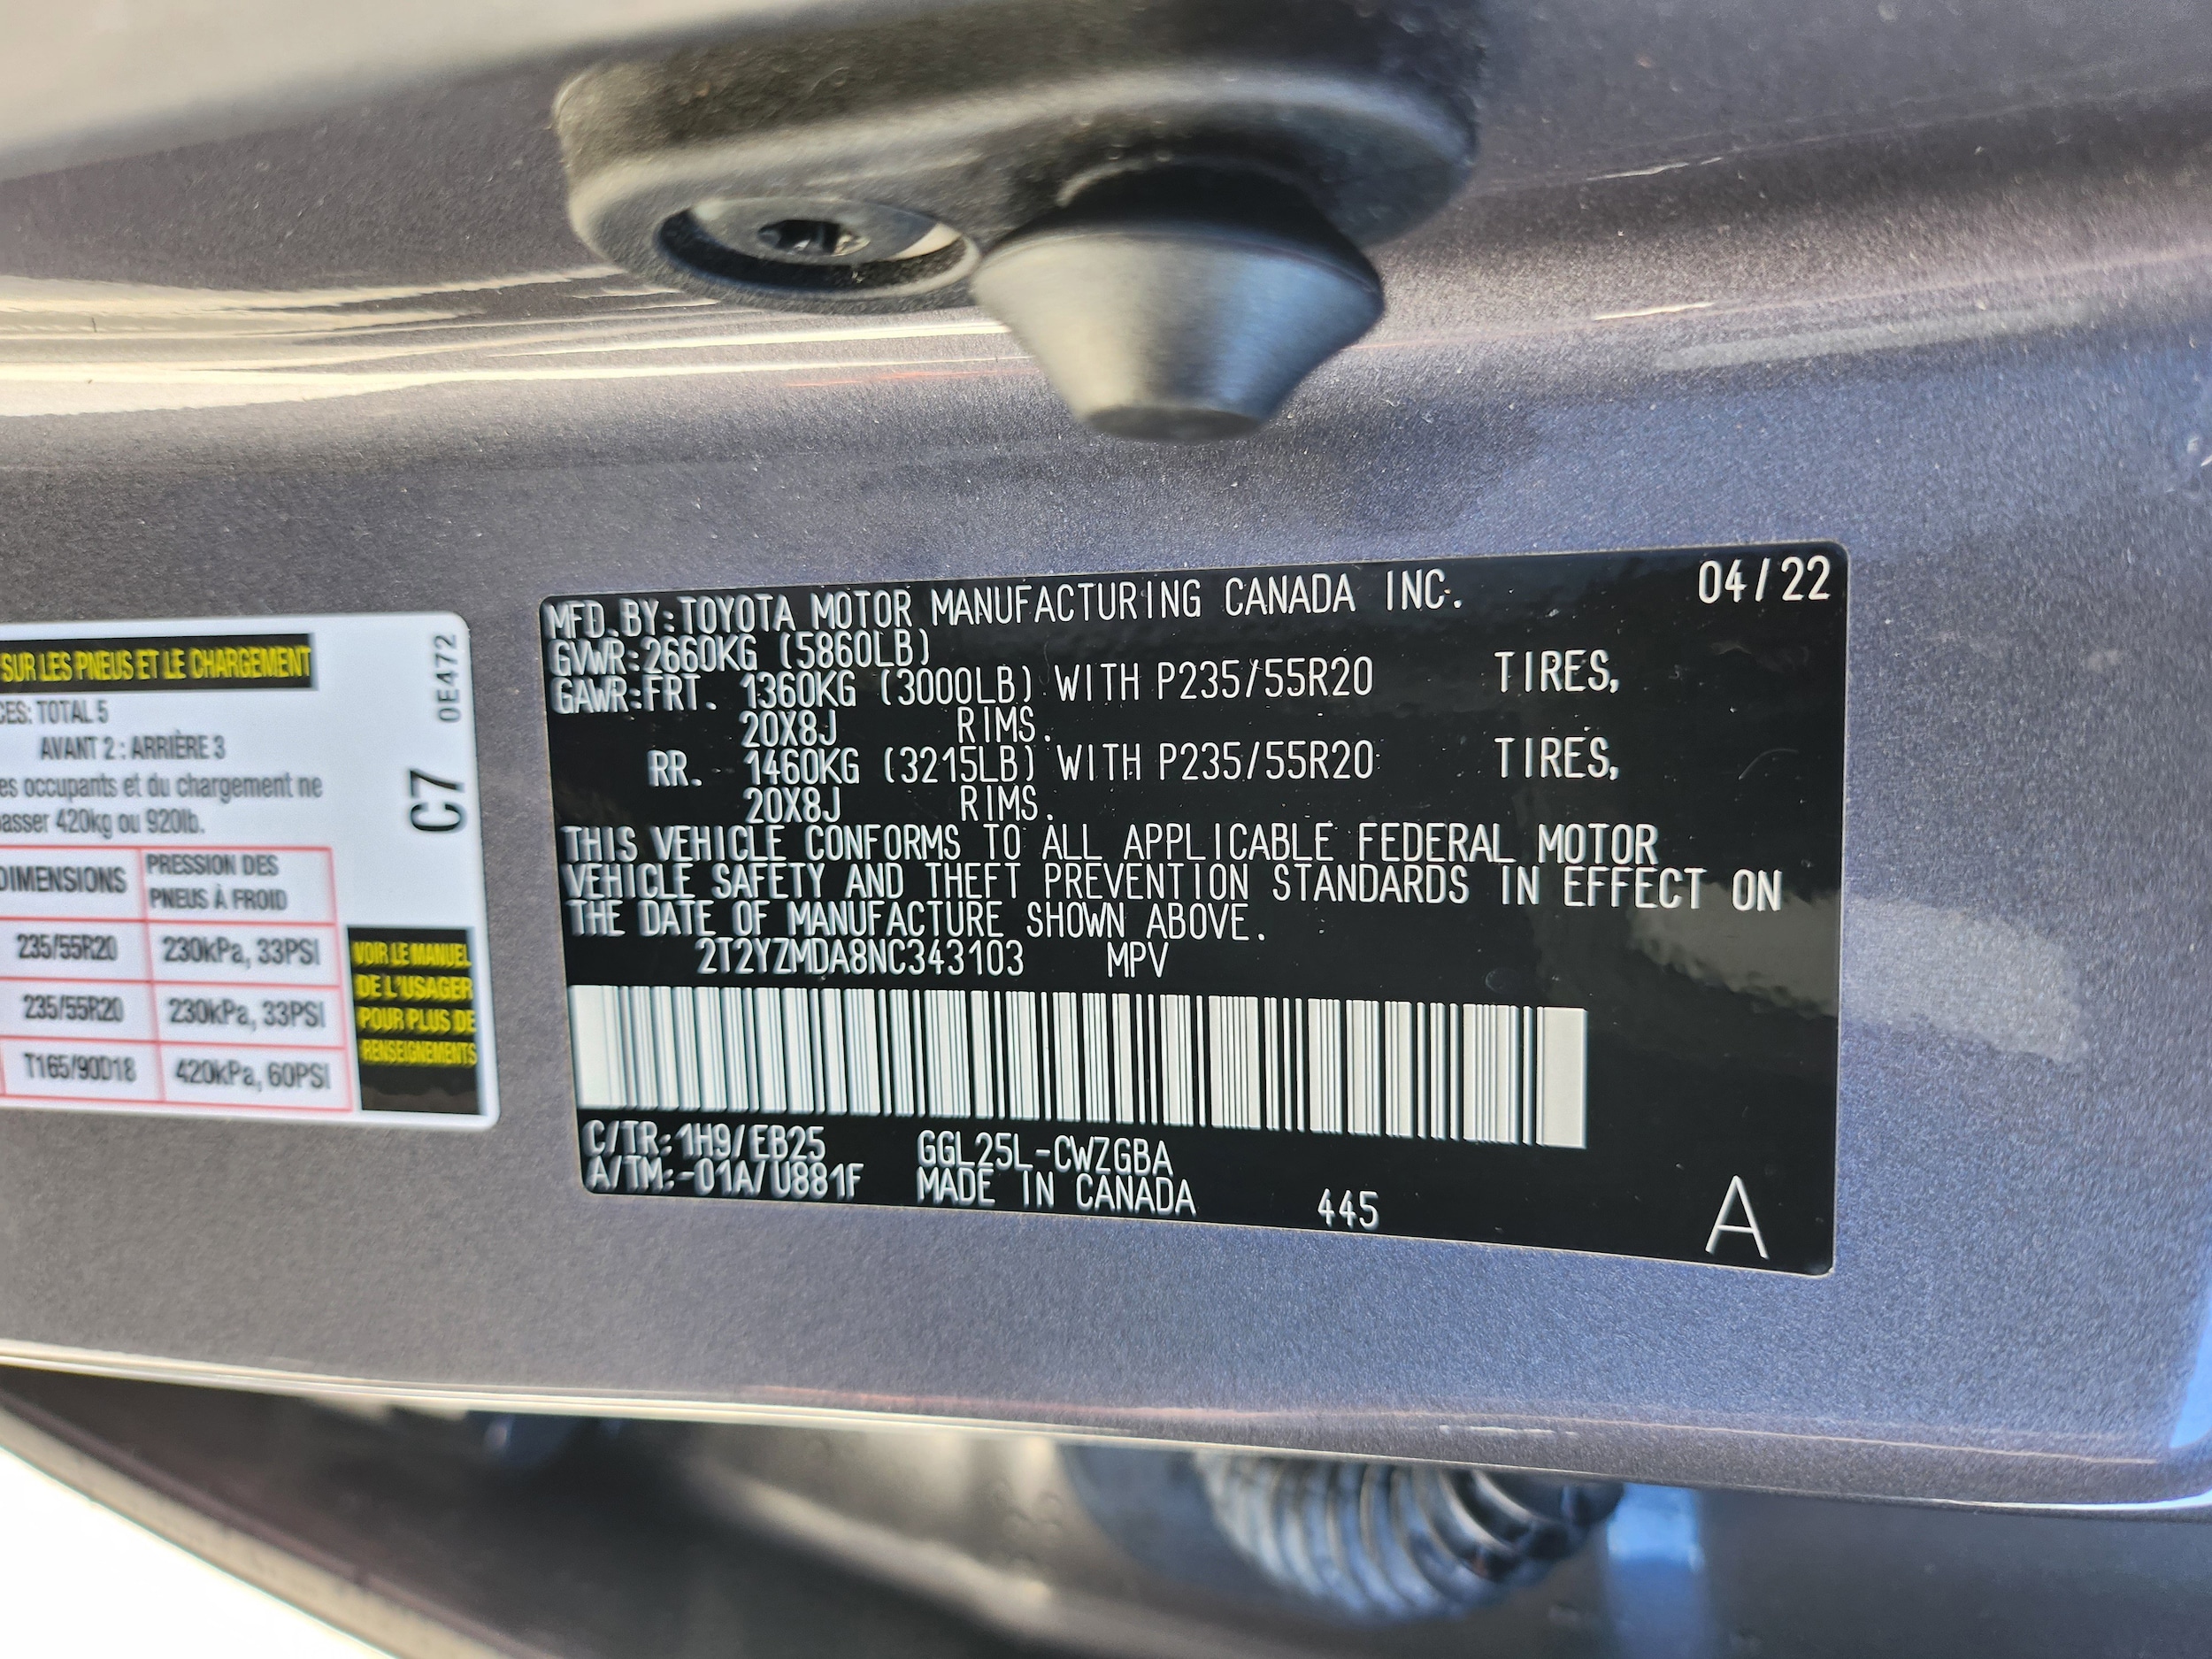 SUR LES PNEUS ET LE CHARGEMENT
TOTAL 5
AVANT 2 : ARRIÈRE 3
occupants et du chargement ne
420kg ou 920lb.
DIMENSIONS PRESSION DES PNEUS À FROID
235/55R20 230kPa, 33PSI
235/55R20 230kPa, 33PSI
T165/90D18 420kPa, 60PSI
0E472
C7
VOIR LE MANUEL
DE L'USAGER
POUR PLUS DE
RENSEIGNEMENTS
MFD. BY: TOYOTA MOTOR MANUFACTURING CANADA INC. 04/22
GVWR: 2660KG (5860LB)
GAWR: FRT. 1360KG (3000LB) WITH P235/55R20 TIRES,
20X8J RIMS.
RR. 1460KG (3215LB) WITH P235/55R20 TIRES,
20X8J RIMS.
THIS VEHICLE CONFORMS TO ALL APPLICABLE FEDERAL MOTOR
VEHICLE SAFETY AND THEFT PREVENTION STANDARDS IN EFFECT ON
THE DATE OF MANUFACTURE SHOWN ABOVE.
2T2YZMDA8NC343103 MPV
C/TR: 1H9/EB25 GGL25L-CWZGBA
A/TM: -01A/U881F MADE IN CANADA 445 A